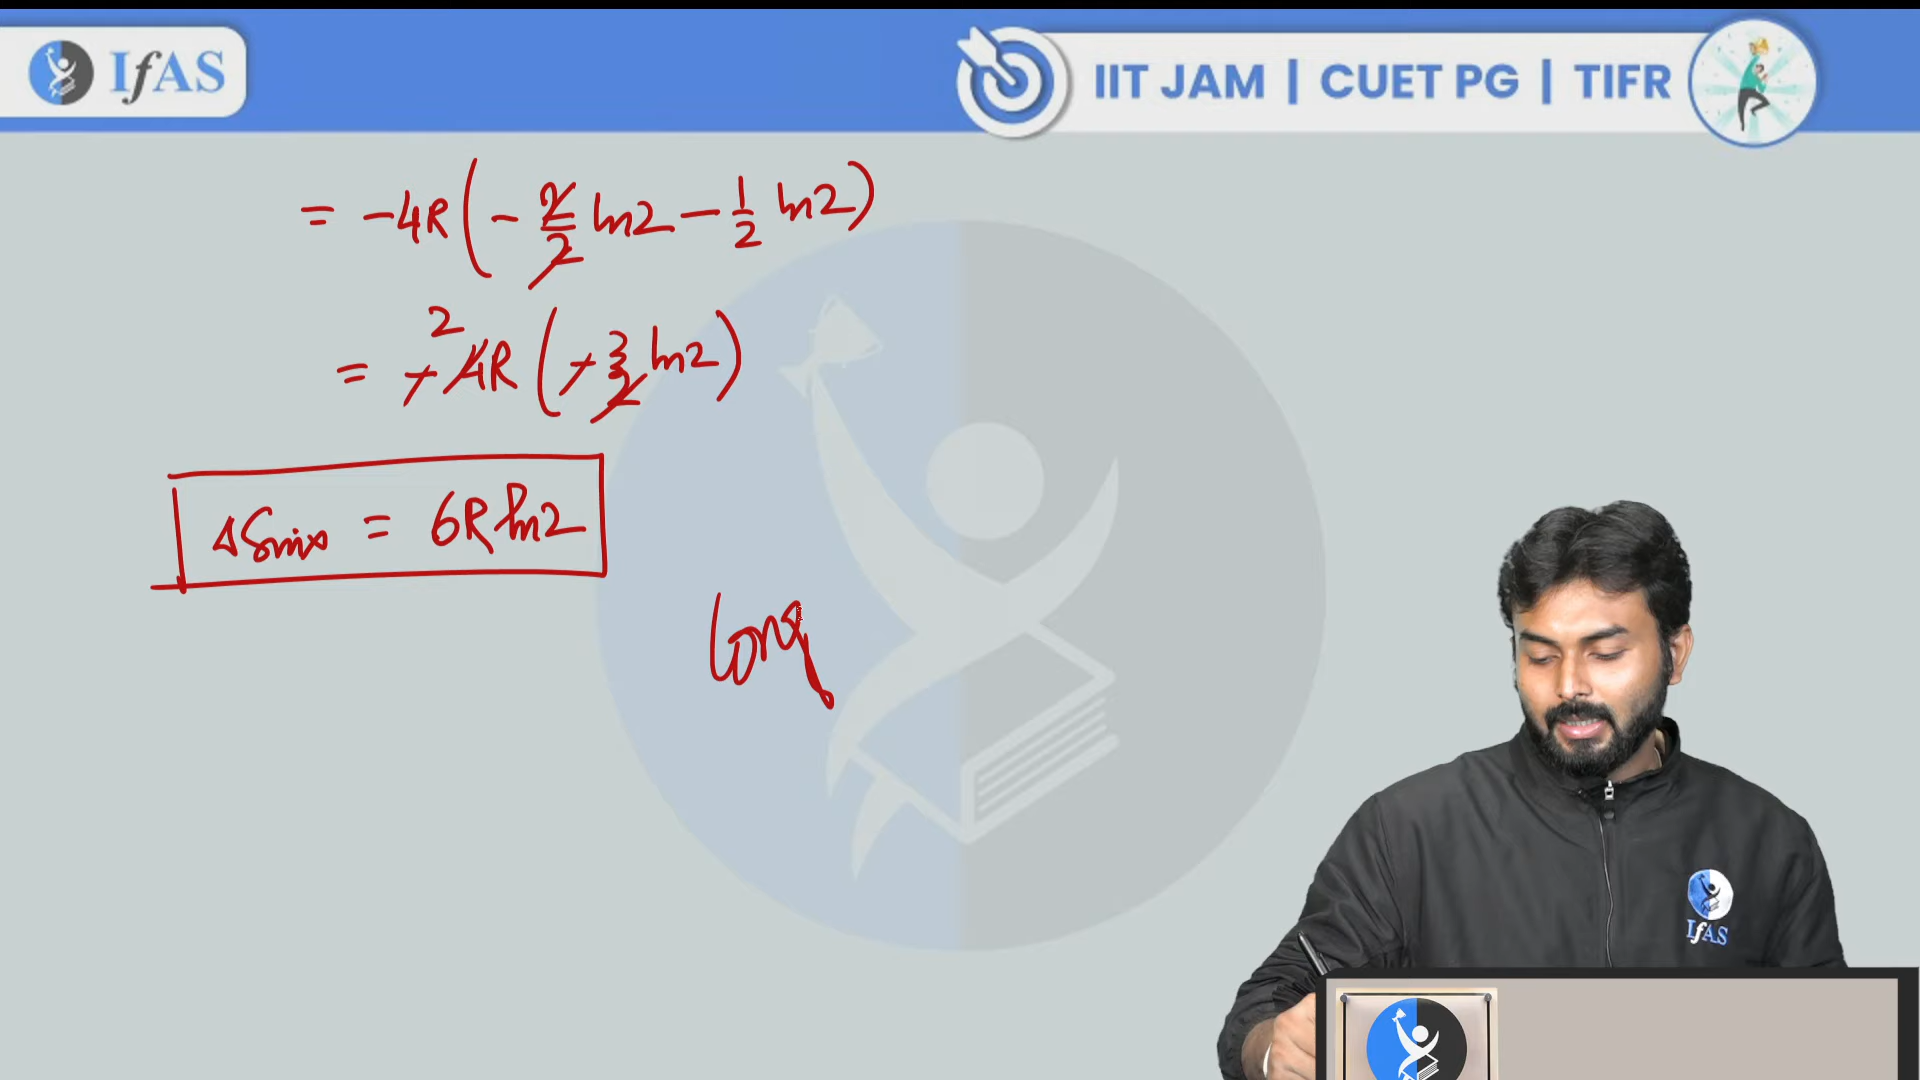 IfAS
IIT JAM | CUET PG | TIFR
= -4R(-2/2 ln2 - 1/2 ln2)
2
= -4R(-3/2 ln2)
ΔSmix = 6R ln2
IfAS